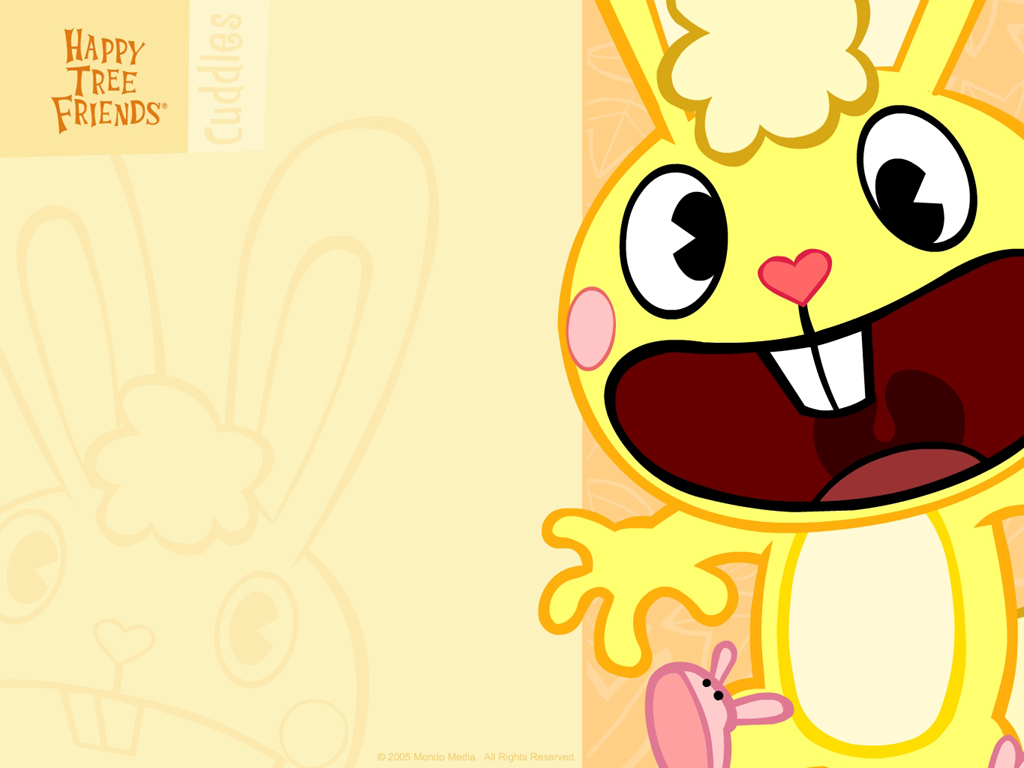 HAPPY
TREE
FRIENDS®
Cuddles
© 2005 Mondo Media. All Rights Reserved.